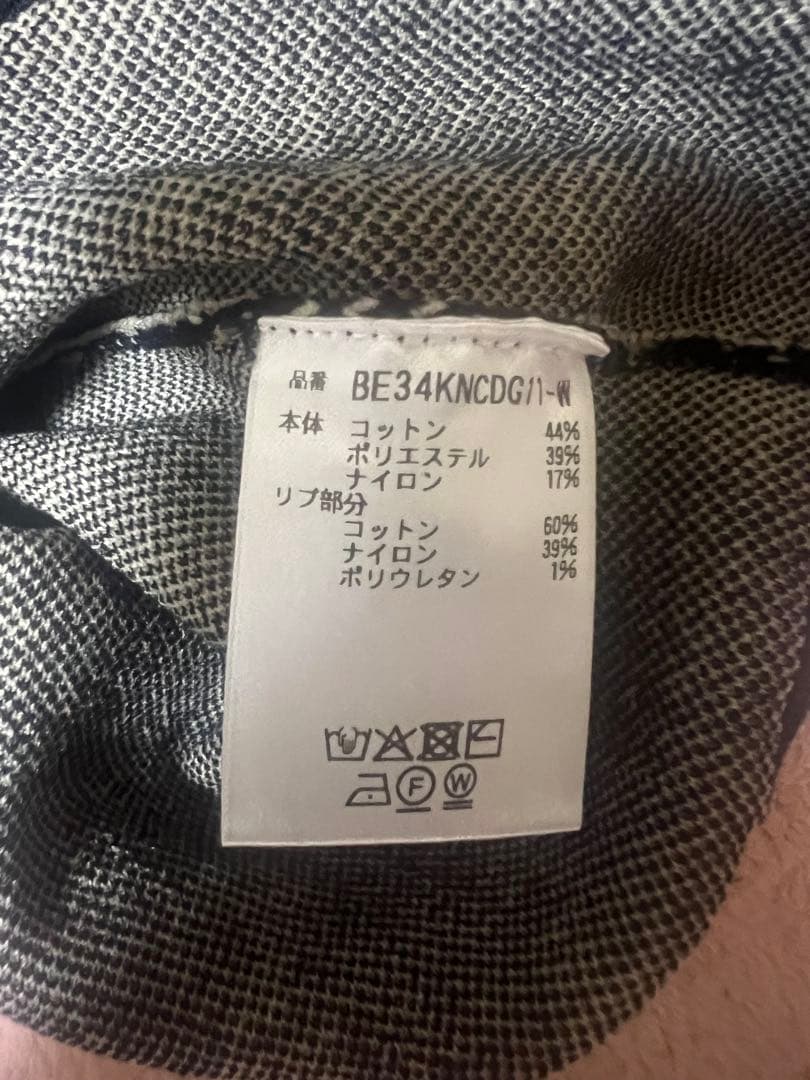 品番 BE34KNCDG/1-W
本体 コットン 44%
ポリエステル 39%
ナイロン 17%
リブ部分
コットン 60%
ナイロン 39%
ポリウレタン 1%
F W